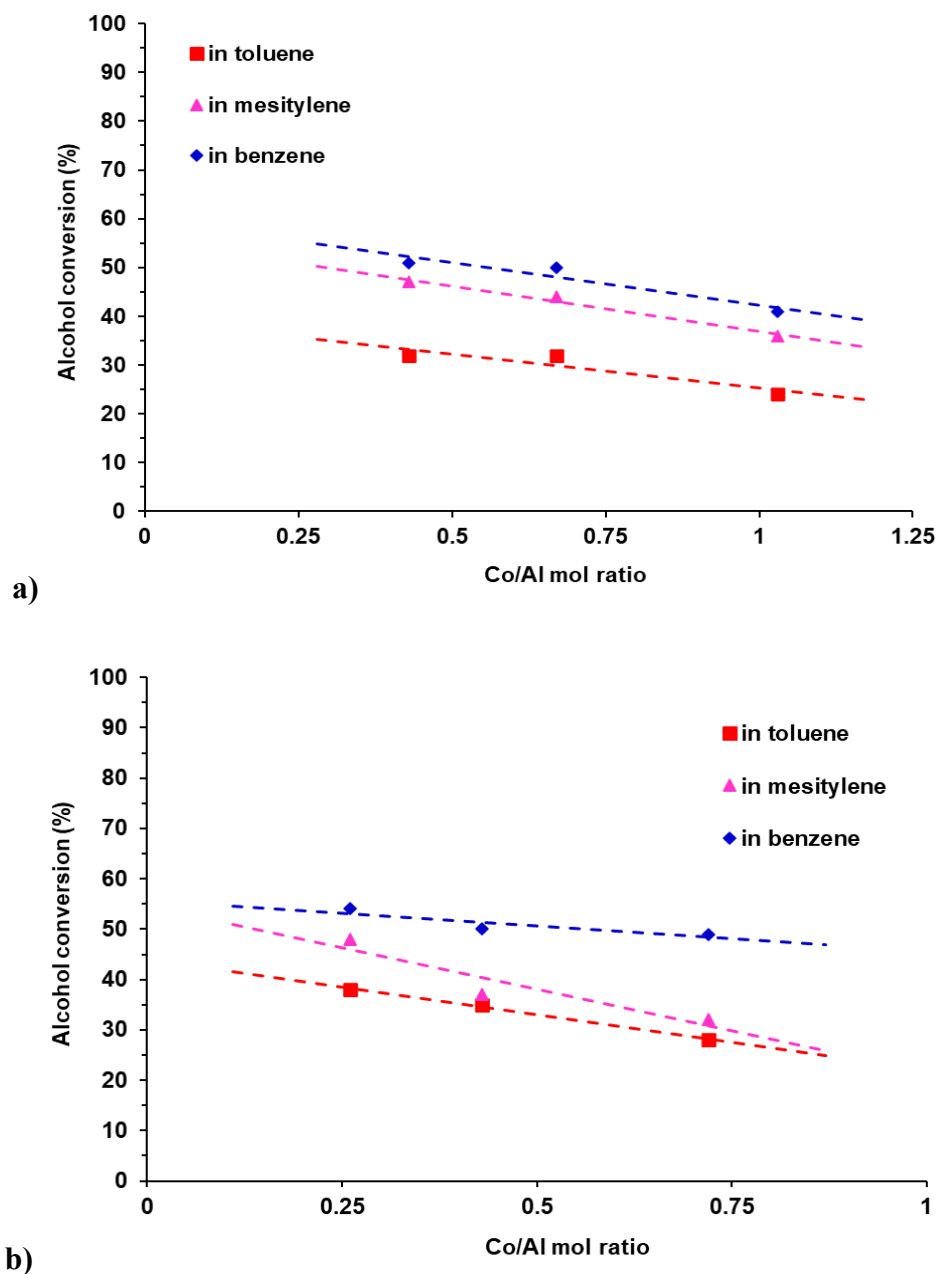 100
90
80
70
60
50
40
30
20
10
0
Alcohol conversion (%)
in toluene
in mesitylene
in benzene
0 0.25 0.5 0.75 1 1.25
Co/Al mol ratio
a)
100
90
80
70
60
50
40
30
20
10
0
Alcohol conversion (%)
in toluene
in mesitylene
in benzene
0 0.25 0.5 0.75 1
Co/Al mol ratio
b)